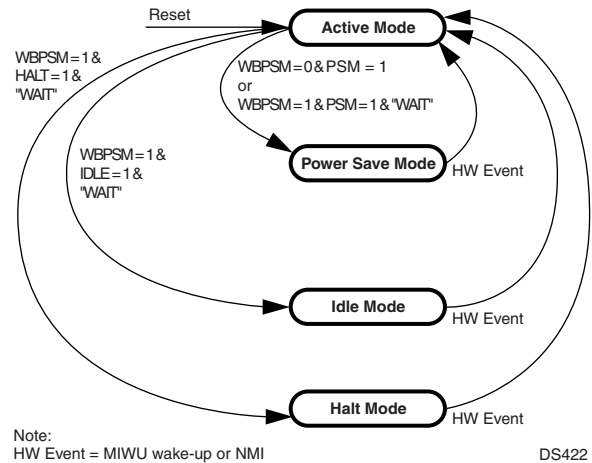 Reset
Active Mode
WBPSM = 1 &
HALT = 1 &
"WAIT"
WBPSM = 0 & PSM = 1
or
WBPSM = 1 & PSM = 1 & "WAIT"
WBPSM = 1 &
IDLE = 1 &
"WAIT"
Power Save Mode
HW Event
Idle Mode
HW Event
Halt Mode
HW Event
Note:
HW Event = MIWU wake-up or NMI
DS422